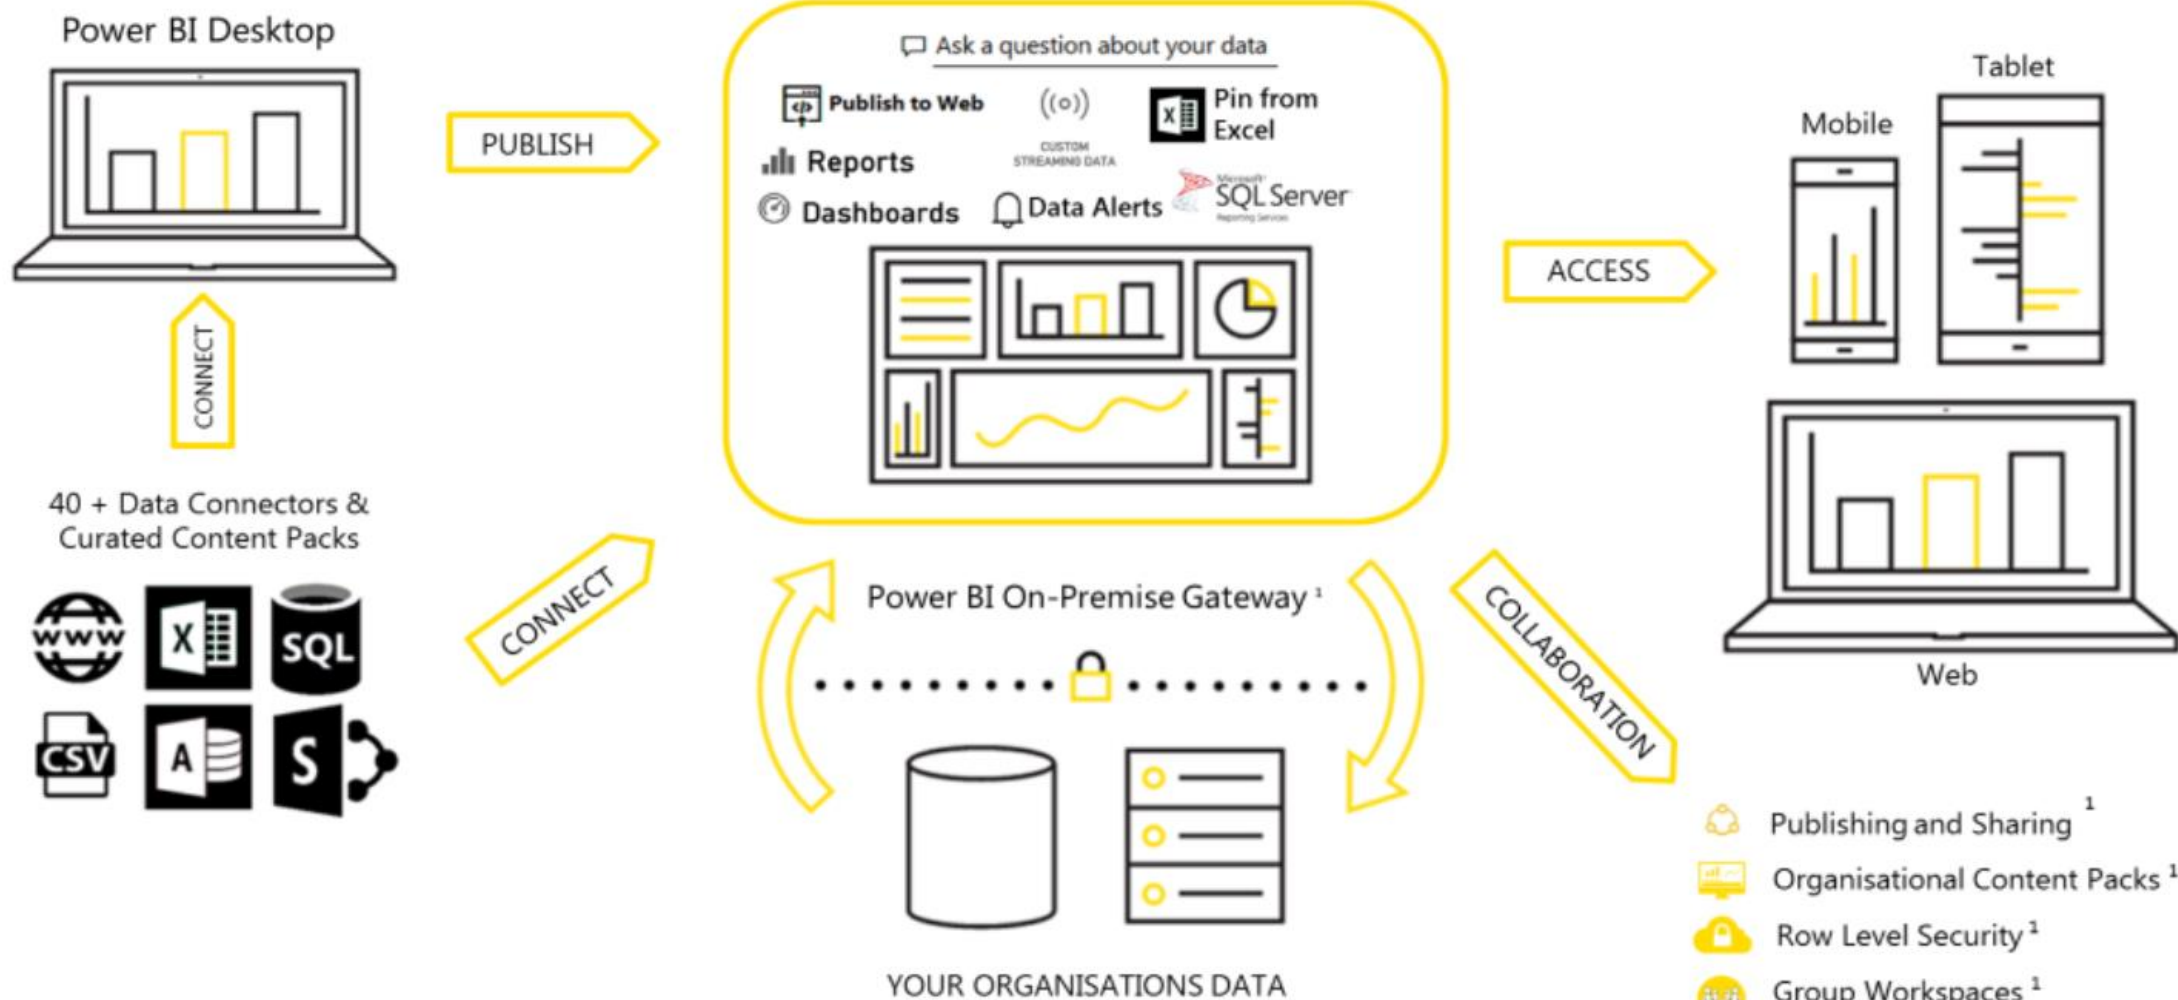 Power BI Desktop
PUBLISH
CONNECT
40 + Data Connectors &
Curated Content Packs
WWW
X
SQL
CSV
A
S
CONNECT
Ask a question about your data
Publish to Web
CUSTOM
STREAMING DATA
X
Pin from
Excel
Reports
Dashboards
Data Alerts
Microsoft
SQL Server
Reporting Services
Power BI On-Premise Gateway ¹
YOUR ORGANISATIONS DATA
ACCESS
COLLABORATION
Tablet
Mobile
Web
Publishing and Sharing ¹
Organisational Content Packs ¹
Row Level Security ¹
Group Workspaces ¹